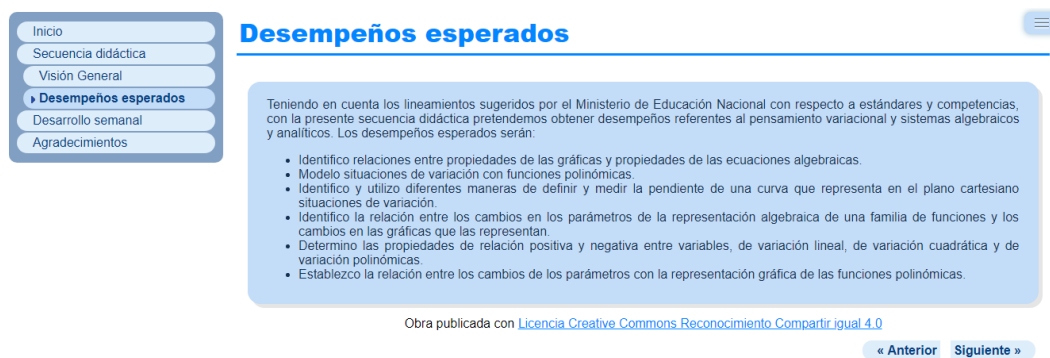 Inicio
Secuencia didáctica
Visión General
Desempeños esperados
Desarrollo semanal
Agradecimientos
Desempeños esperados
Teniendo en cuenta los lineamientos sugeridos por el Ministerio de Educación Nacional con respecto a estándares y competencias,
con la presente secuencia didáctica pretendemos obtener desempeños referentes al pensamiento variacional y sistemas algebraicos
y analíticos. Los desempeños esperados serán:
• Identifico relaciones entre propiedades de las gráficas y propiedades de las ecuaciones algebraicas.
• Modelo situaciones de variación con funciones polinómicas.
• Identifico y utilizo diferentes maneras de definir y medir la pendiente de una curva que representa en el plano cartesiano
situaciones de variación.
• Identifico la relación entre los cambios en los parámetros de la representación algebraica de una familia de funciones y los
cambios en las gráficas que las representan.
• Determino las propiedades de relación positiva y negativa entre variables, de variación lineal, de variación cuadrática y de
variación polinómicas.
• Establezco la relación entre los cambios de los parámetros con la representación gráfica de las funciones polinómicas.
Obra publicada con Licencia Creative Commons Reconocimiento Compartir igual 4.0
« Anterior Siguiente »